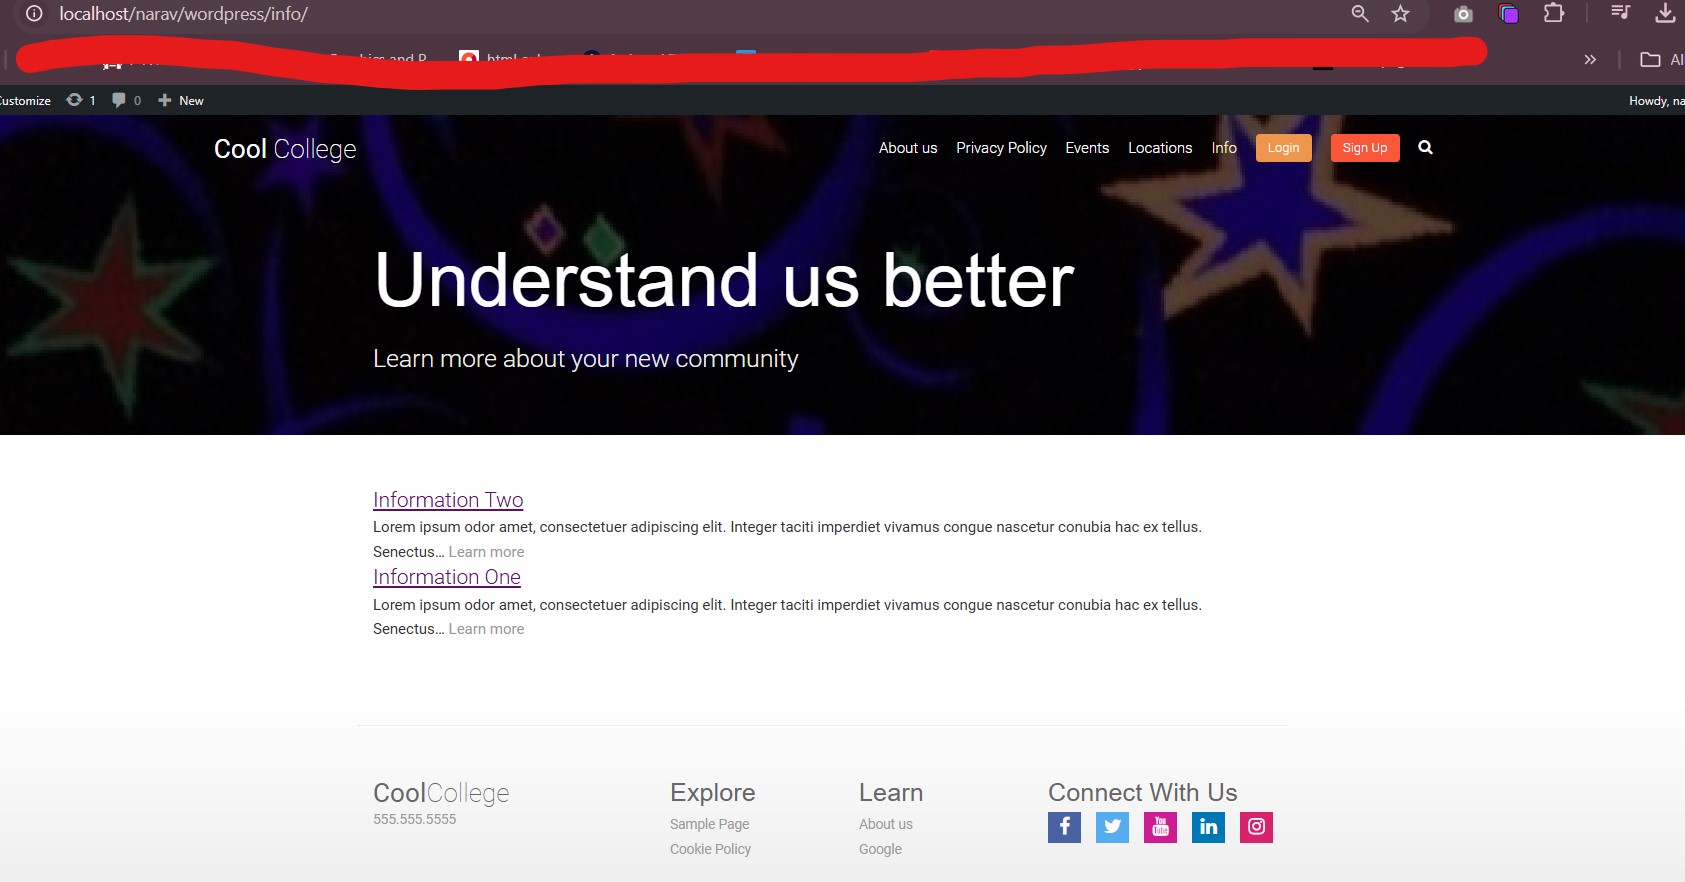 localhost/narav/wordpress/info/
Customize 1 0 New Howdy,
Cool College About us Privacy Policy Events Locations Info Login Sign Up
Understand us better
Learn more about your new community
Information Two
Lorem ipsum odor amet, consectetuer adipiscing elit. Integer taciti imperdiet vivamus congue nascetur conubia hac ex tellus.
Senectus... Learn more
Information One
Lorem ipsum odor amet, consectetuer adipiscing elit. Integer taciti imperdiet vivamus congue nascetur conubia hac ex tellus.
Senectus... Learn more
CoolCollege
555.555.5555
Explore
Sample Page
Cookie Policy
Learn
About us
Google
Connect With Us